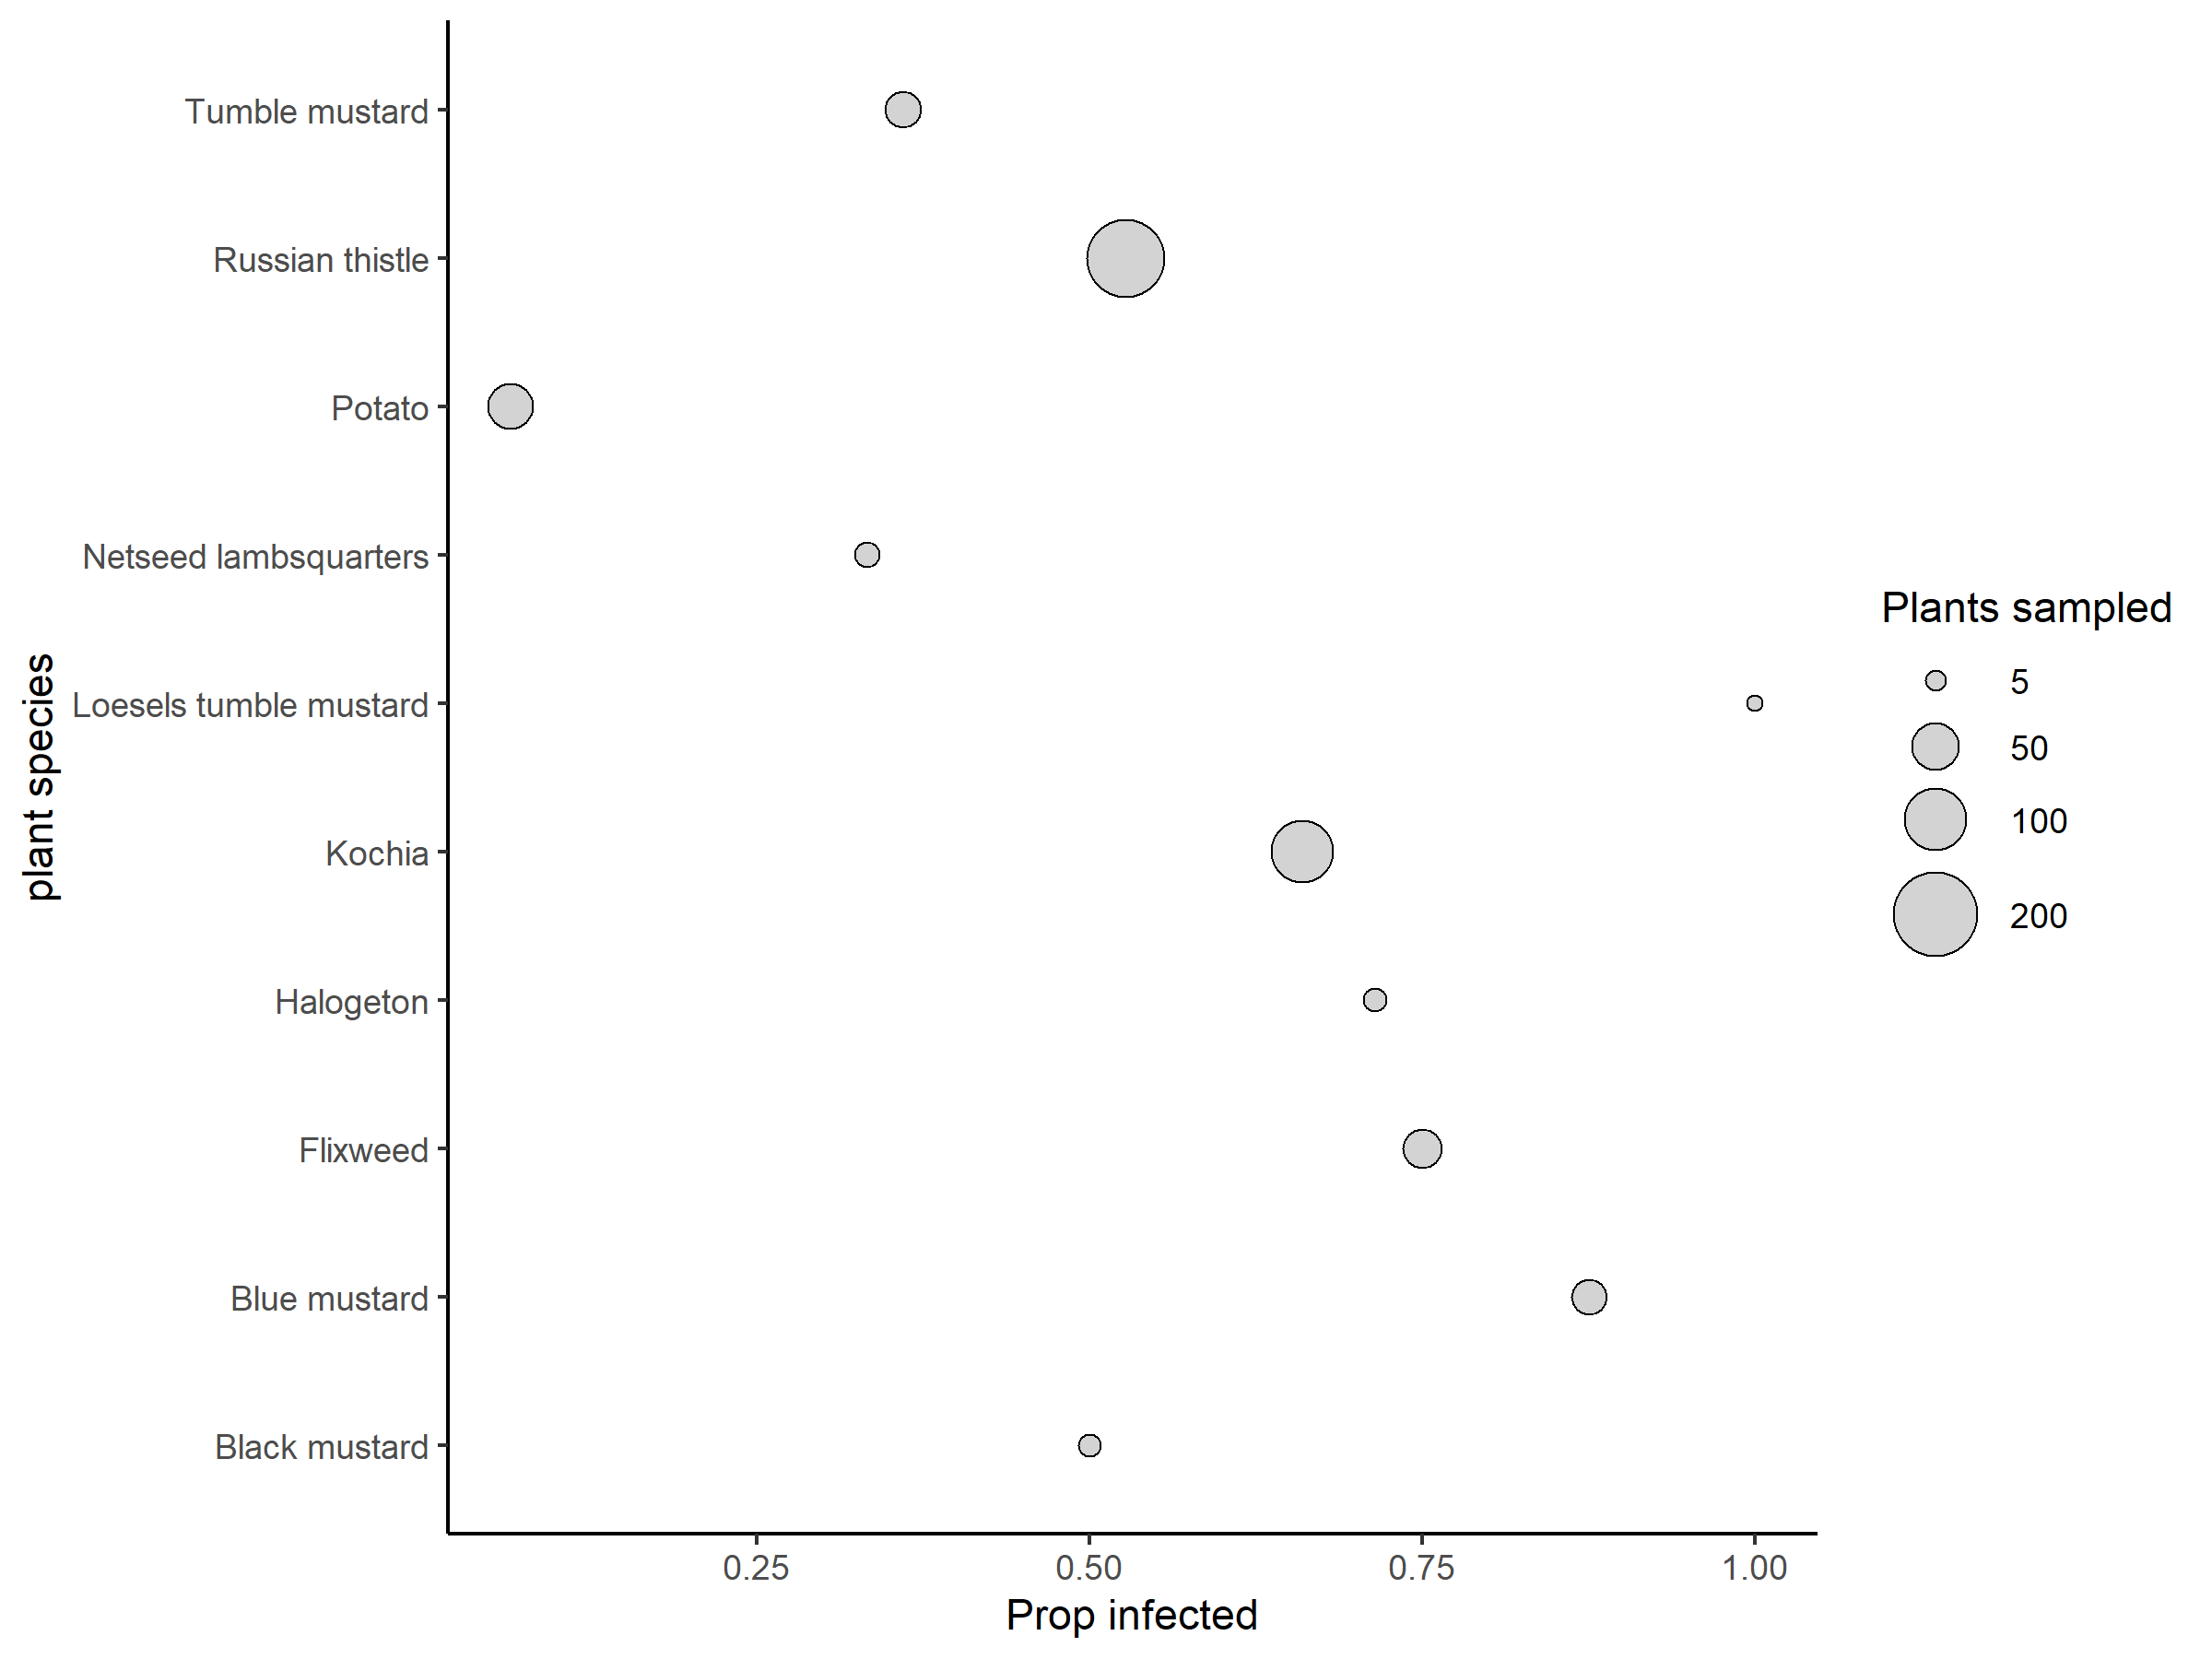 Tumble mustard
Russian thistle
Potato
Netseed lambsquarters
Loesels tumble mustard
Kochia
Halogeton
Flixweed
Blue mustard
Black mustard
plant species
0.25 0.50 0.75 1.00
Prop infected
Plants sampled
5
50
100
200